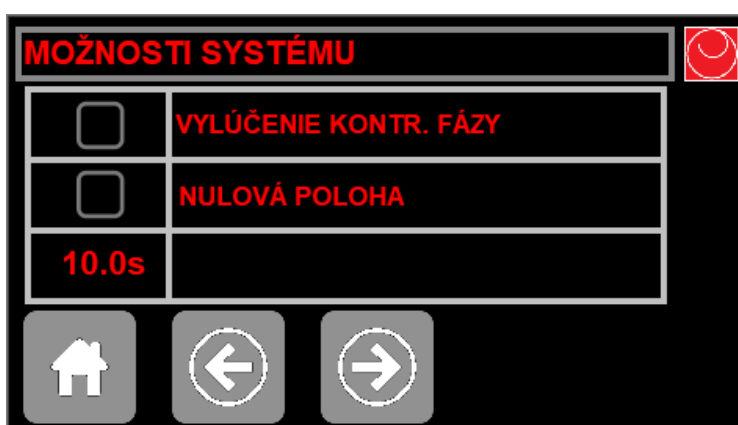 MOŽNOSTI SYSTÉMU
VYLÚČENIE KONTR. FÁZY
NULOVÁ POLOHA
10.0s